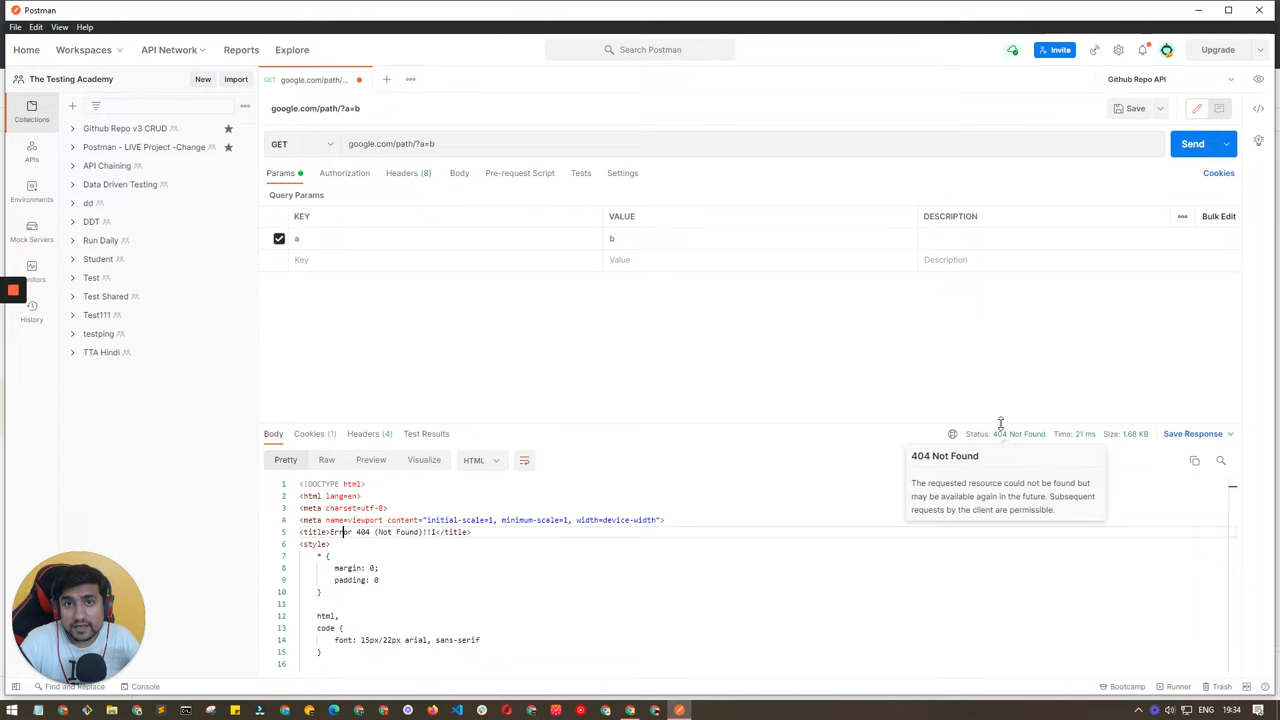 Postman
File Edit View Help
Home Workspaces API Network Reports Explore Search Postman Invite Upgrade
The Testing Academy New Import GET google.com/path/... Github Repo API
google.com/path/?a=b Save
Collections
APIs
Environments
Mock Servers
nitors
History
Github Repo v3 CRUD
Postman - LIVE Project -Change
API Chaining
Data Driven Testing
dd
DDT
Run Daily
Student
Test
Test Shared
Test111
testping
TTA Hindi
GET google.com/path/?a=b Send
Params Authorization Headers (8) Body Pre-request Script Tests Settings Cookies
Query Params
KEY VALUE DESCRIPTION Bulk Edit
a b
Key Value Description
Body Cookies (1) Headers (4) Test Results Status: 404 Not Found Time: 21 ms Size: 1.68 KB Save Response
Pretty Raw Preview Visualize HTML
404 Not Found
The requested resource could not be found but
may be available again in the future. Subsequent
requests by the client are permissible.
1 <!DOCTYPE html>
2 <html lang=en>
3 <meta charset=utf-8>
4 <meta name=viewport content="initial-scale=1, minimum-scale=1, width=device-width">
5 <title>Error 404 (Not Found)!!1</title>
6 <style>
7 * {
8 margin: 0;
9 padding: 0
10 }
11
12 html,
13 code {
14 font: 15px/22px arial, sans-serif
15 }
16
Find and Replace Console Bootcamp Runner Trash
ENG 19:34